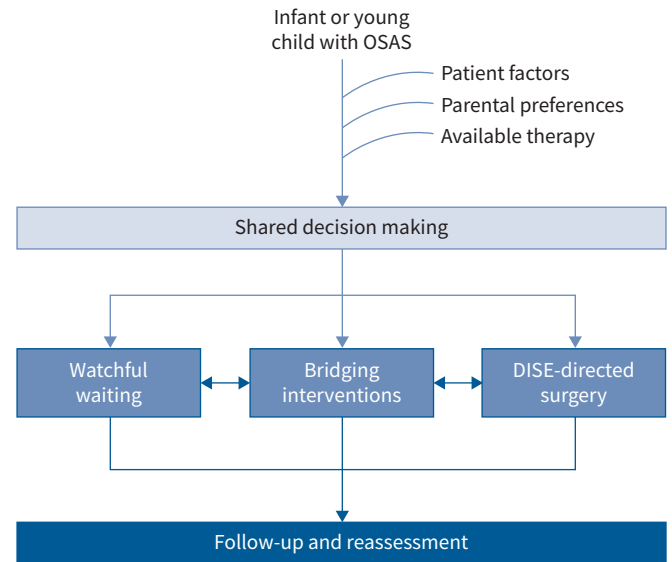 Infant or young
child with OSAS
Patient factors
Parental preferences
Available therapy
Shared decision making
Watchful
waiting
Bridging
interventions
DISE-directed
surgery
Follow-up and reassessment